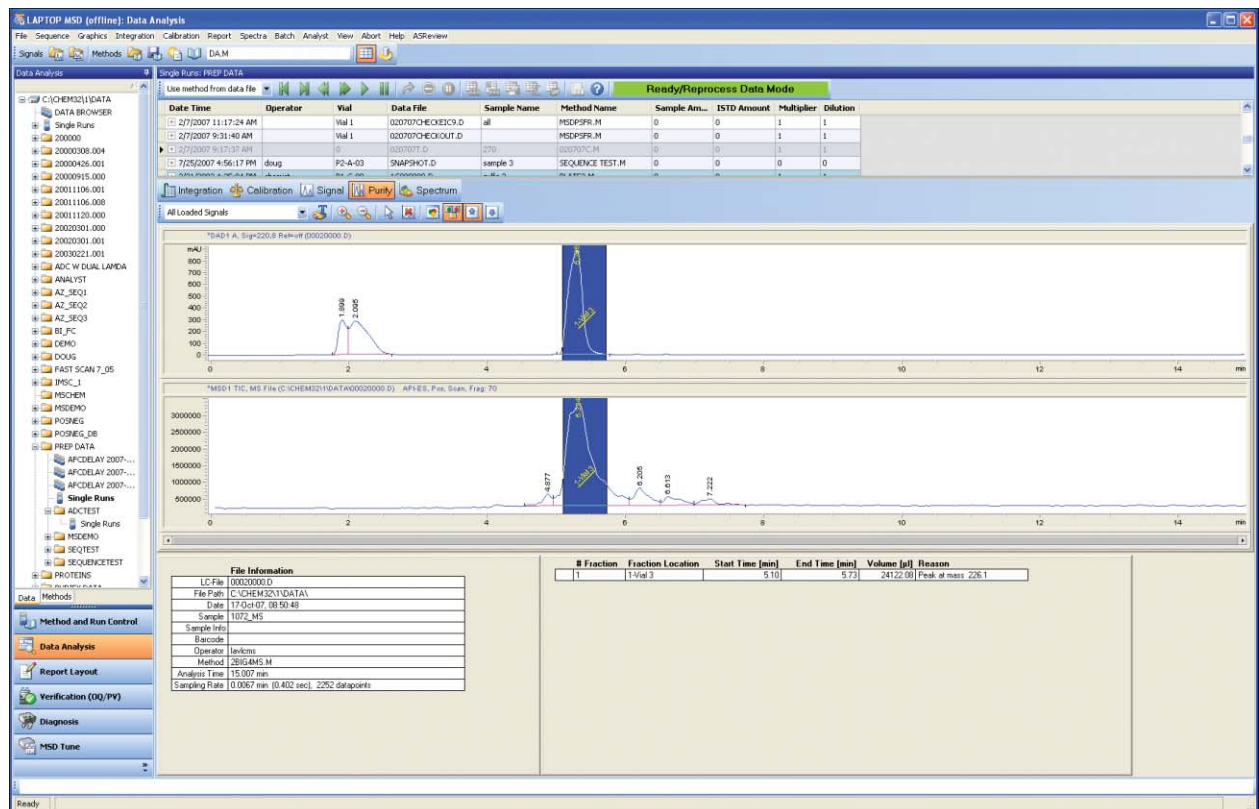 LAPTOP MSD (offline): Data Analysis
File Sequence Graphics Integration Calibration Report Spectra Batch Analyst View Abort Help ASReview
Signals Methods DA.M
Data Analysis
C:\CHEM32\1\DATA
DATA BROWSER
Single Runs
200000
20000308.004
20000426.001
20000915.000
20011106.001
20011106.008
20011120.000
20020301.000
20020301.001
20030221.001
ADC W DUAL LAMDA
ANALYST
AZ_SEQ1
AZ_SEQ2
AZ_SEQ3
BI_FC
DEMO
DOUG
FAST SCAN 7_05
IMSC_1
MSCHEM
MSDEMO
POSNEG
POSNEG_DB
PREP DATA
AFCDELAY 2007-...
AFCDELAY 2007-...
AFCDELAY 2007-...
Single Runs
ADCTEST
Single Runs
MSDEMO
SEQTEST
SEQUENCETEST
PROTEINS
Data Methods
Method and Run Control
Data Analysis
Report Layout
Verification (OQ/PV)
Diagnosis
MSD Tune
Single Runs: PREP DATA
Use method from data file Ready/Reprocess Data Mode
Date Time Operator Vial Data File Sample Name Method Name Sample Am... ISTD Amount Multiplier Dilution
2/7/2007 11:17:24 AM Vial 1 020707CHECKEIC9.D all MSDPSFR.M 0 0 1 1
2/7/2007 9:31:40 AM Vial 1 020707CHECKOUT.D MSDPSFR.M 0 0 1 1
2/7/2007 9:17:37 AM 0 020707T.D 270 020707C.M 0 0 1 1
7/25/2007 4:56:17 PM doug P2-A-03 SNAPSHOT.D sample 3 SEQUENCE TEST.M 0 0 0 0
Integration Calibration Signal Purity Spectrum
All Loaded Signals
*DAD1 A, Sig=220,8 Ref=off (00020000.D)
mAU
800
700
600
500
400
300
200
100
0
1.899
2.095
1-Vial 3
0 2 4 6 8 10 12 14 min
*MSD1 TIC, MS File (C:\CHEM32\1\DATA\00020000.D) API-ES, Pos, Scan, Frag: 70
3000000
2500000
2000000
1500000
1000000
500000
4.877
1-Vial 3
6.205
6.613
7.222
0 2 4 6 8 10 12 14 min
File Information
LC-File 00020000.D
File Path C:\CHEM32\1\DATA\
Date 17-Oct-07, 08:50:48
Sample 1072_MS
Sample Info
Barcode
Operator lavlcms
Method 2BIG4MS.M
Analysis Time 15.007 min
Sampling Rate 0.0067 min (0.402 sec), 2252 datapoints
# Fraction Fraction Location Start Time [min] End Time [min] Volume [µl] Reason
1 1-Vial 3 5.10 5.73 24122.08 Peak at mass 226.1
Ready